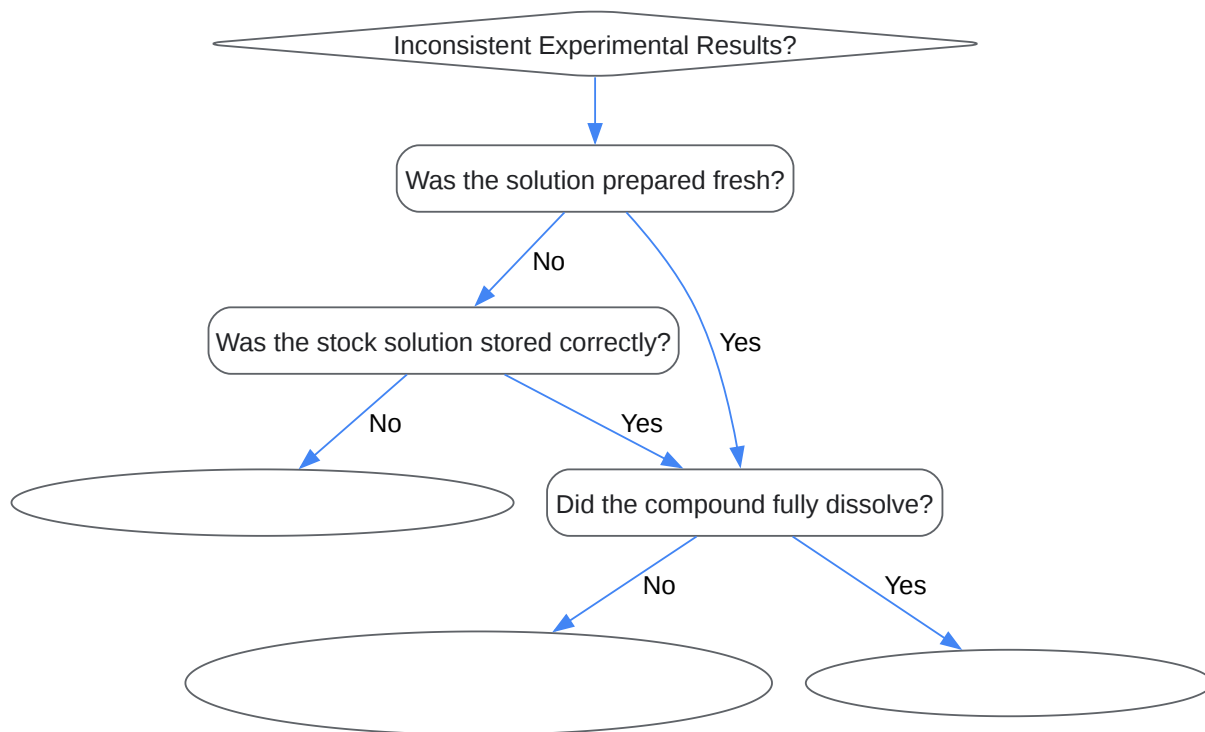 Inconsistent Experimental Results?
Was the solution prepared fresh?
No
Was the stock solution stored correctly?
Yes
No
Yes
Did the compound fully dissolve?
No
Yes